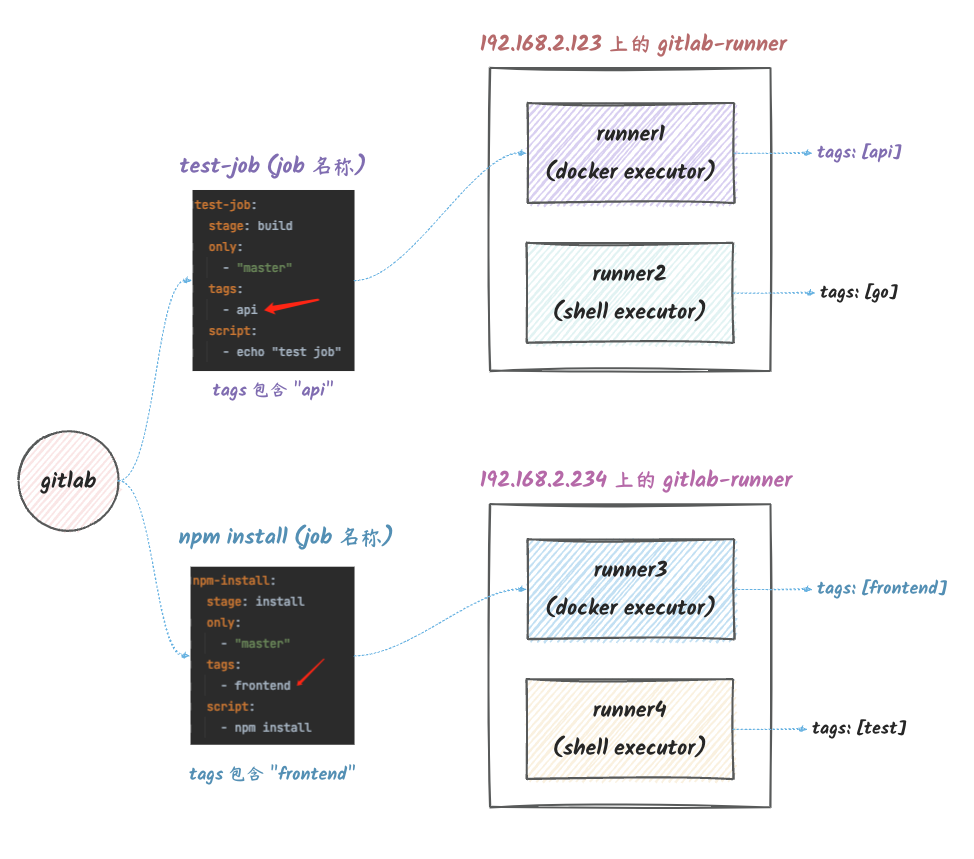 192.168.2.123 上的 gitlab-runner
runner1
(docker executor)
tags: [api]
runner2
(shell executor)
tags: [go]
test-job (job 名称)
test-job:
stage: build
only:
- "master"
tags:
- api
script:
- echo "test job"
tags 包含 "api"
gitlab
192.168.2.234 上的 gitlab-runner
runner3
(docker executor)
tags: [frontend]
runner4
(shell executor)
tags: [test]
npm install (job 名称)
npm-install:
stage: install
only:
- "master"
tags:
- frontend
script:
- npm install
tags 包含 "frontend"